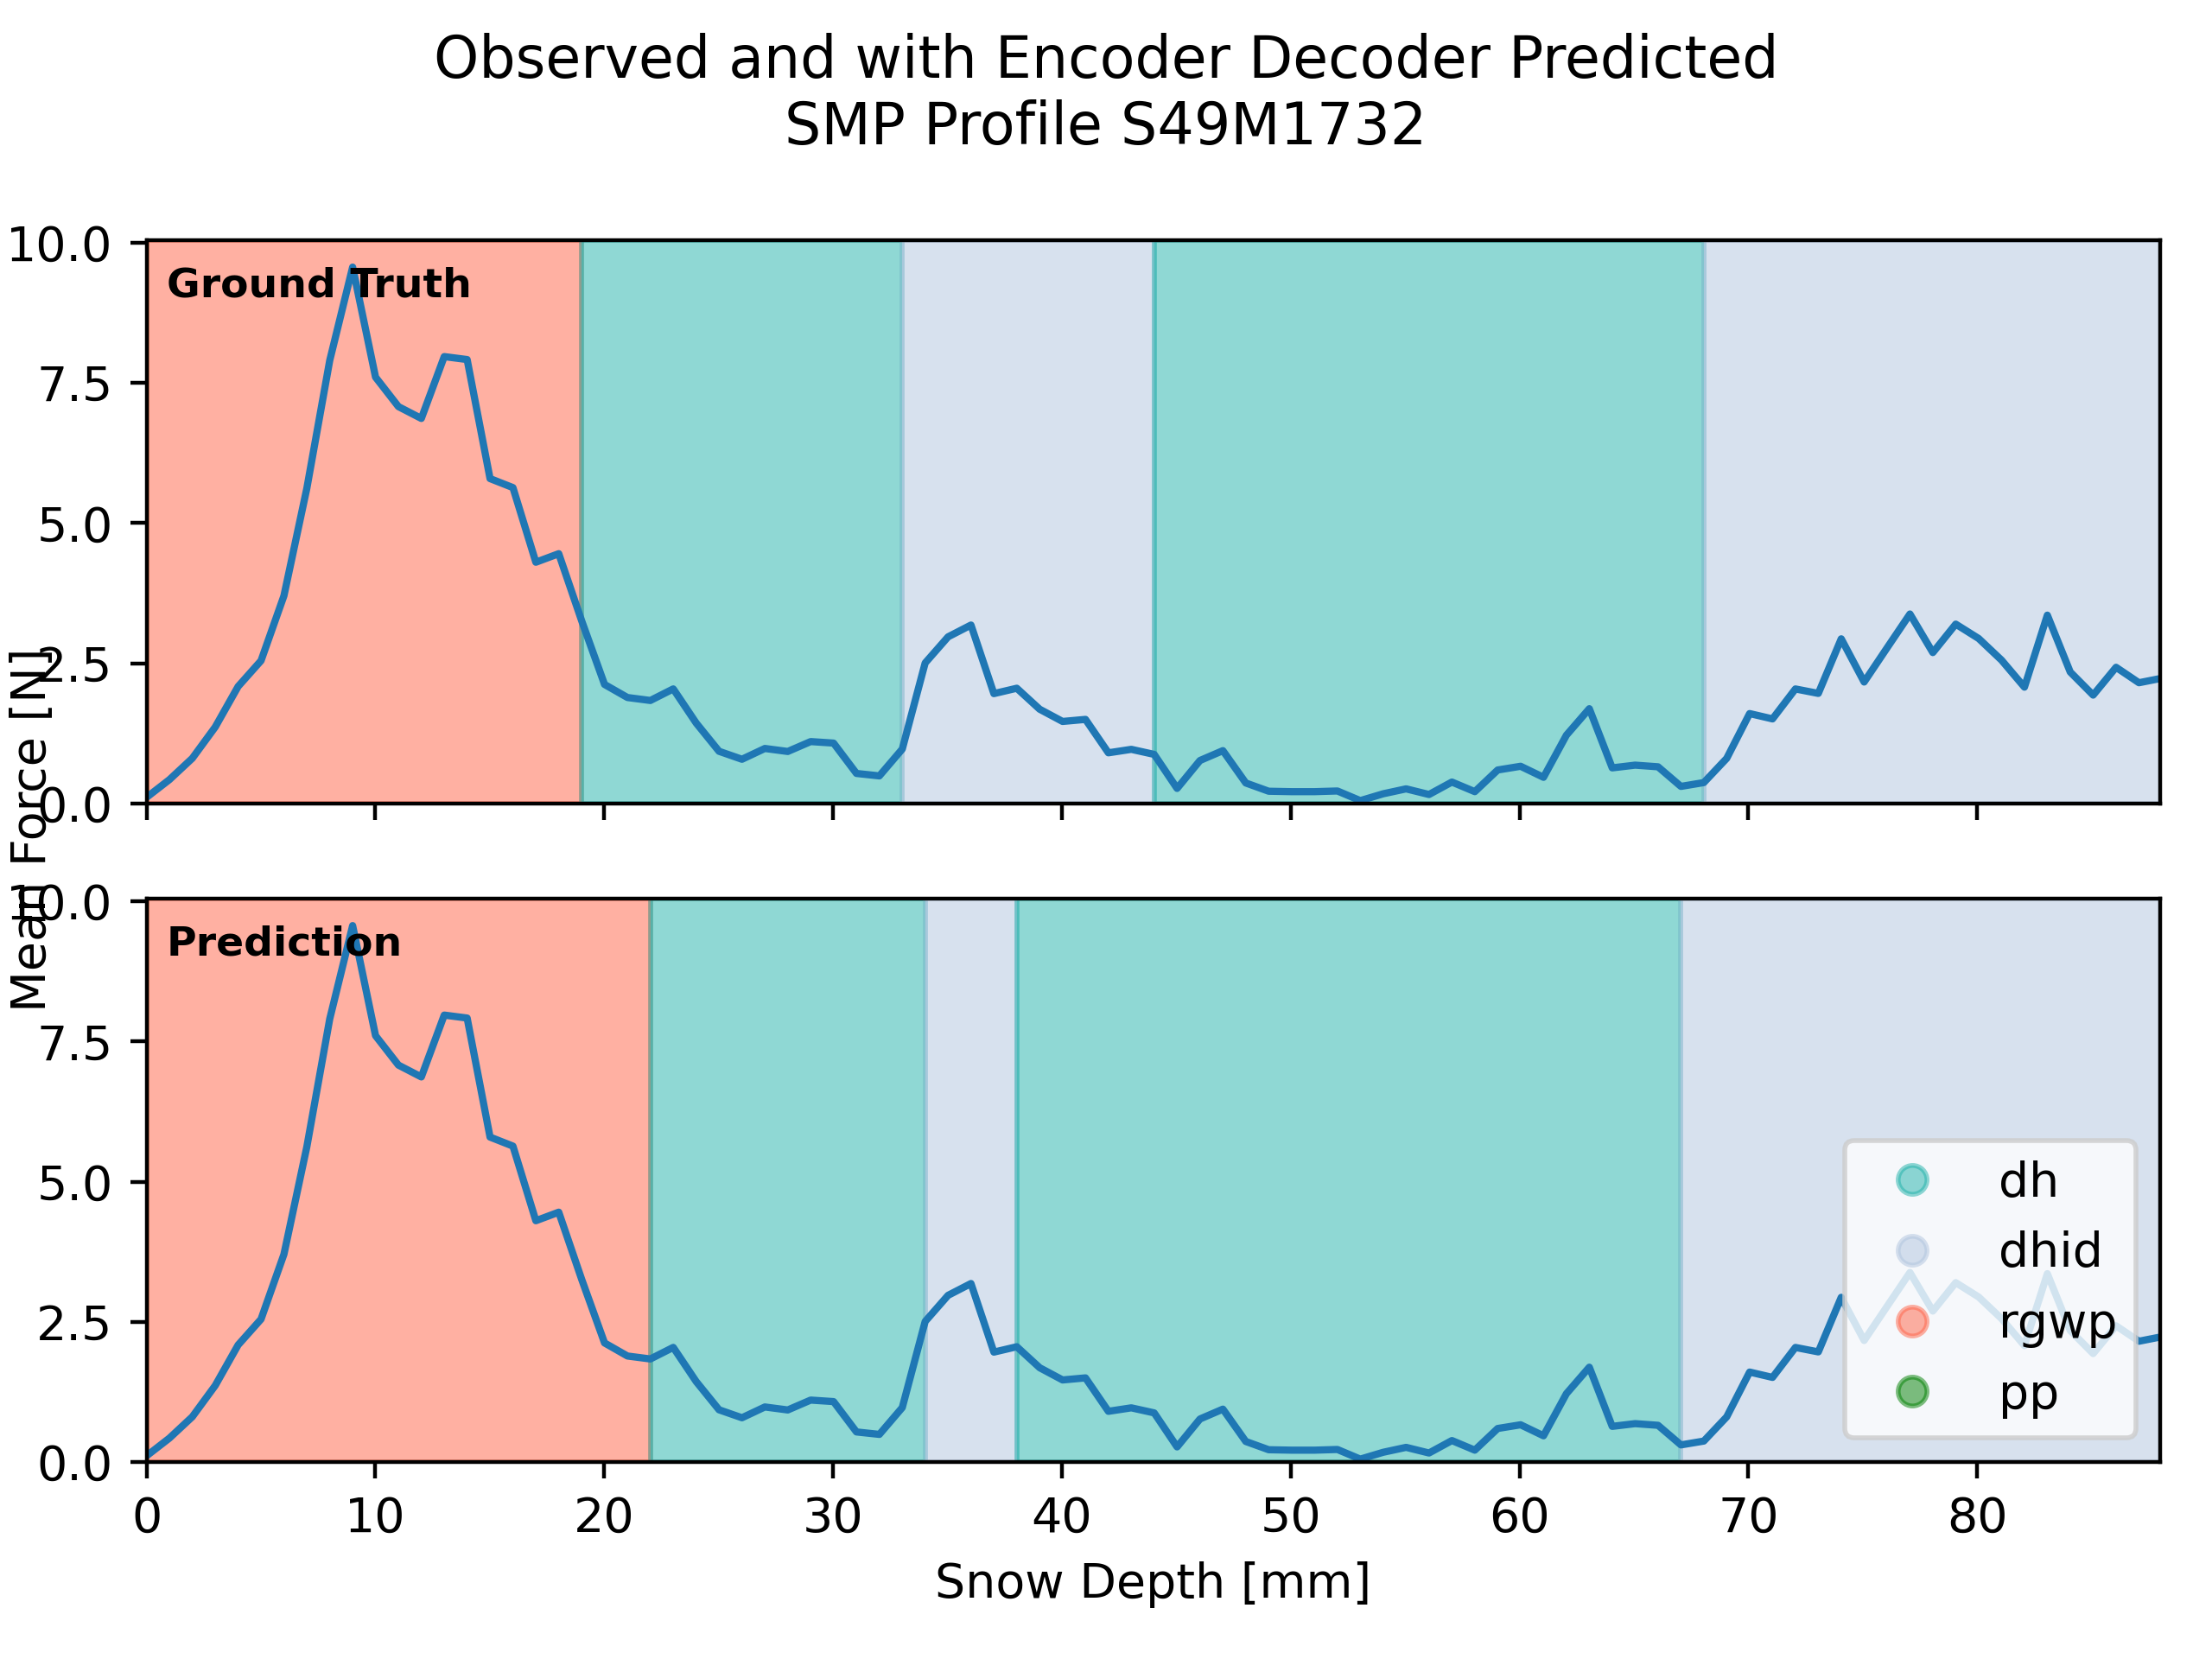 Observed and with Encoder Decoder Predicted
SMP Profile S49M1732
10.0
Ground Truth
7.5
5.0
2.5
0.0
Mean Force [N]
10.0
Prediction
7.5
5.0
2.5
0.0
dh
dhid
rgwp
pp
0 10 20 30 40 50 60 70 80
Snow Depth [mm]